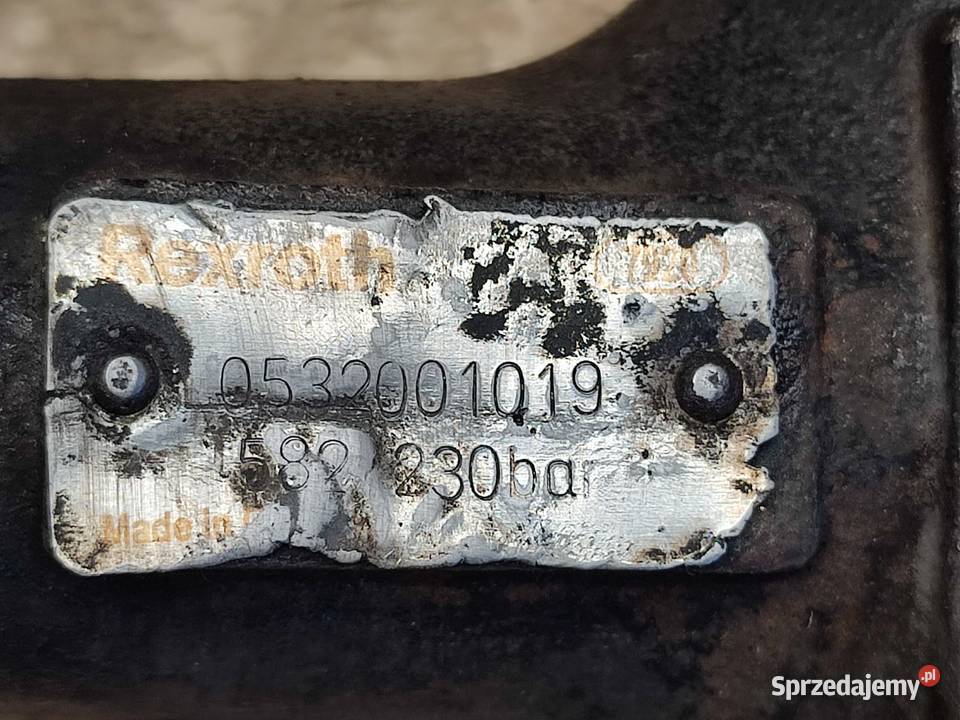 Rexroth
0532001019
582 230bar
Made in
Sprzedajemy.pl